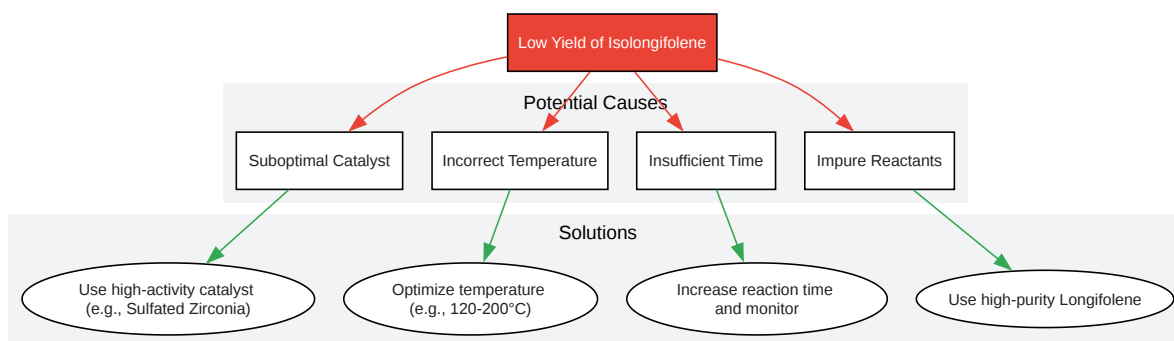 Low Yield of Isolongifolene
Potential Causes
Suboptimal Catalyst
Incorrect Temperature
Insufficient Time
Impure Reactants
Solutions
Use high-activity catalyst
(e.g., Sulfated Zirconia)
Optimize temperature
(e.g., 120-200°C)
Increase reaction time
and monitor
Use high-purity Longifolene